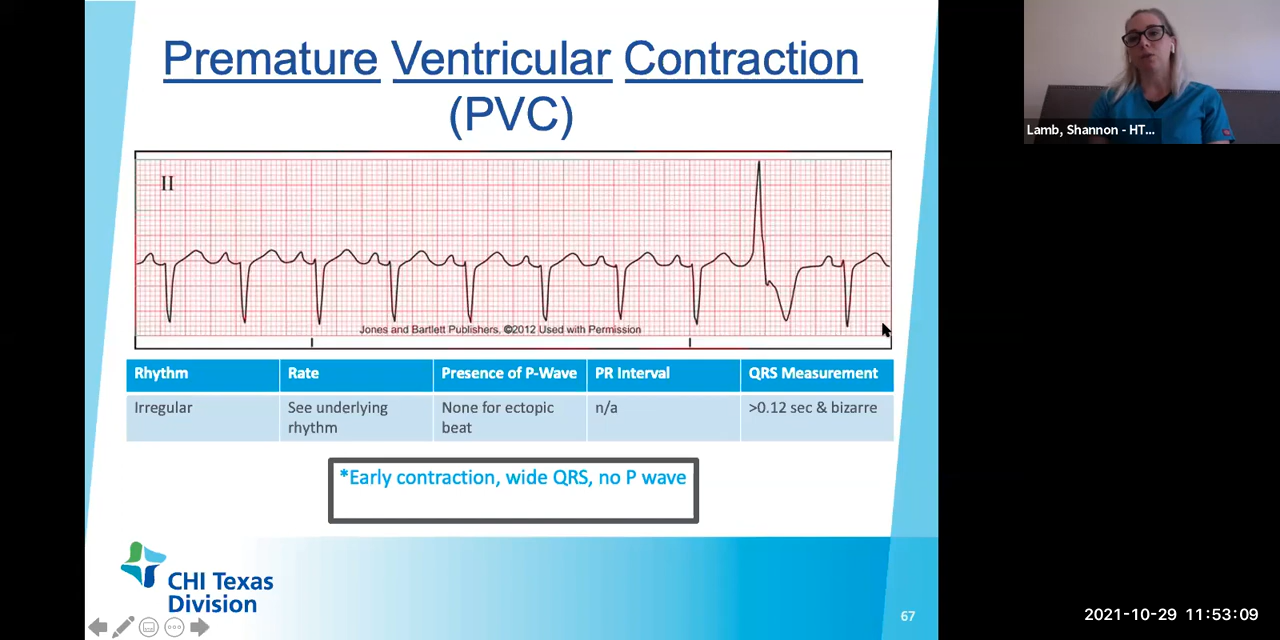 Premature Ventricular Contraction
(PVC)
II
Jones and Bartlett Publishers, ©2012 Used with Permission
Rhythm Rate Presence of P-Wave PR Interval QRS Measurement
Irregular See underlying rhythm None for ectopic beat n/a >0.12 sec & bizarre
*Early contraction, wide QRS, no P wave
CHI Texas
Division
67
Lamb, Shannon - HT...
2021-10-29 11:53:09